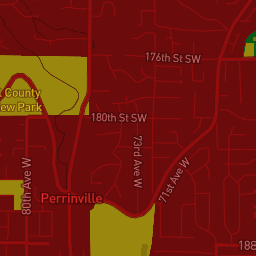 176th St SW
County
ew Park
180th St SW
73rd Ave W
80th Ave W
71st Ave W
Perrinville
188